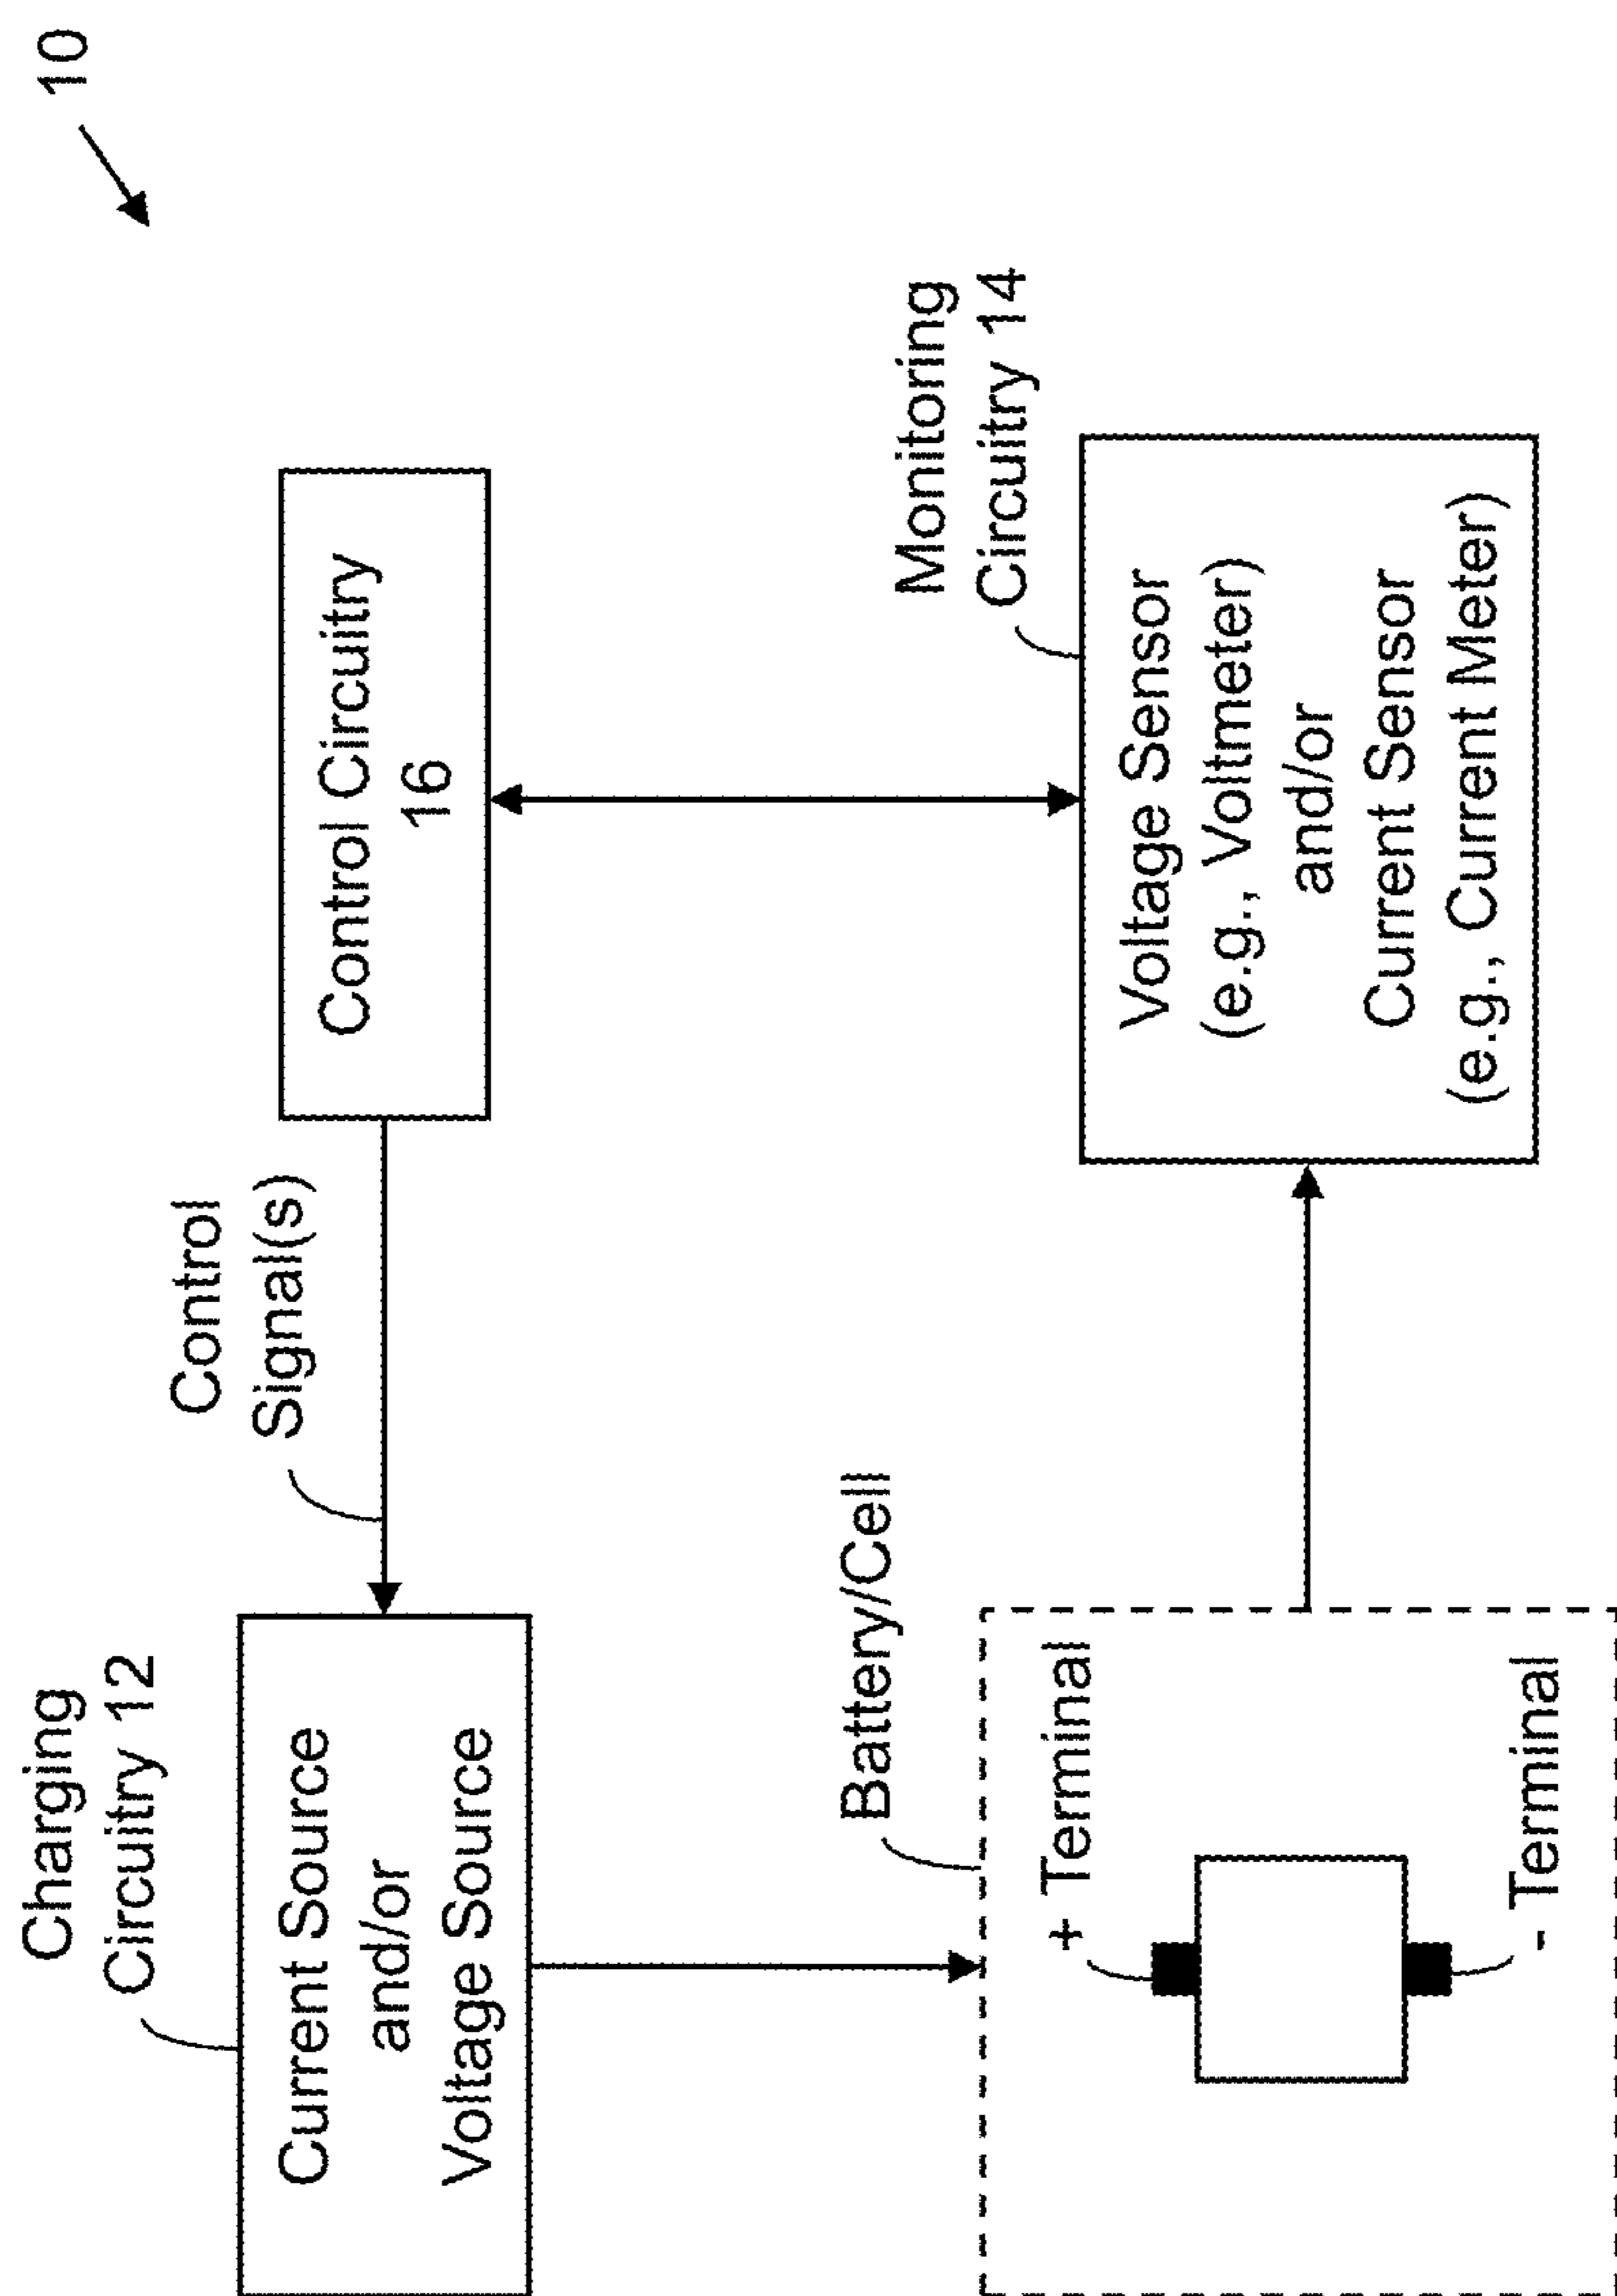 10
Charging
Circuitry 12
Current Source
and/or
Voltage Source
Control
Signal(s)
Control Circuitry
16
Battery/Cell
+ Terminal
- Terminal
Monitoring
Circuitry 14
Voltage Sensor
(e.g., Voltmeter)
and/or
Current Sensor
(e.g., Current Meter)